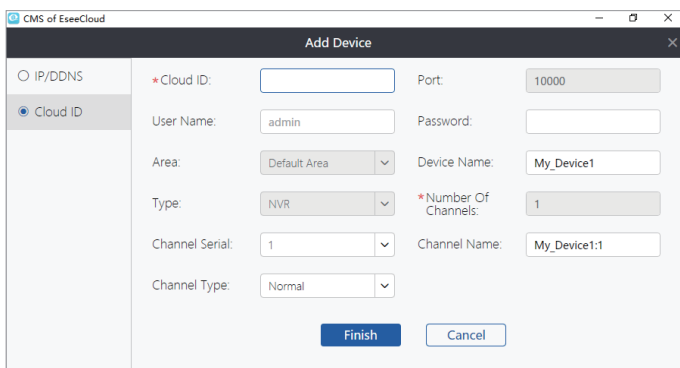 CMS of EseeCloud
Add Device
IP/DDNS
Cloud ID
*Cloud ID:
Port: 10000
User Name: admin
Password:
Area: Default Area
Device Name: My_Device1
Type: NVR
*Number Of
Channels: 1
Channel Serial: 1
Channel Name: My_Device1:1
Channel Type: Normal
Finish
Cancel